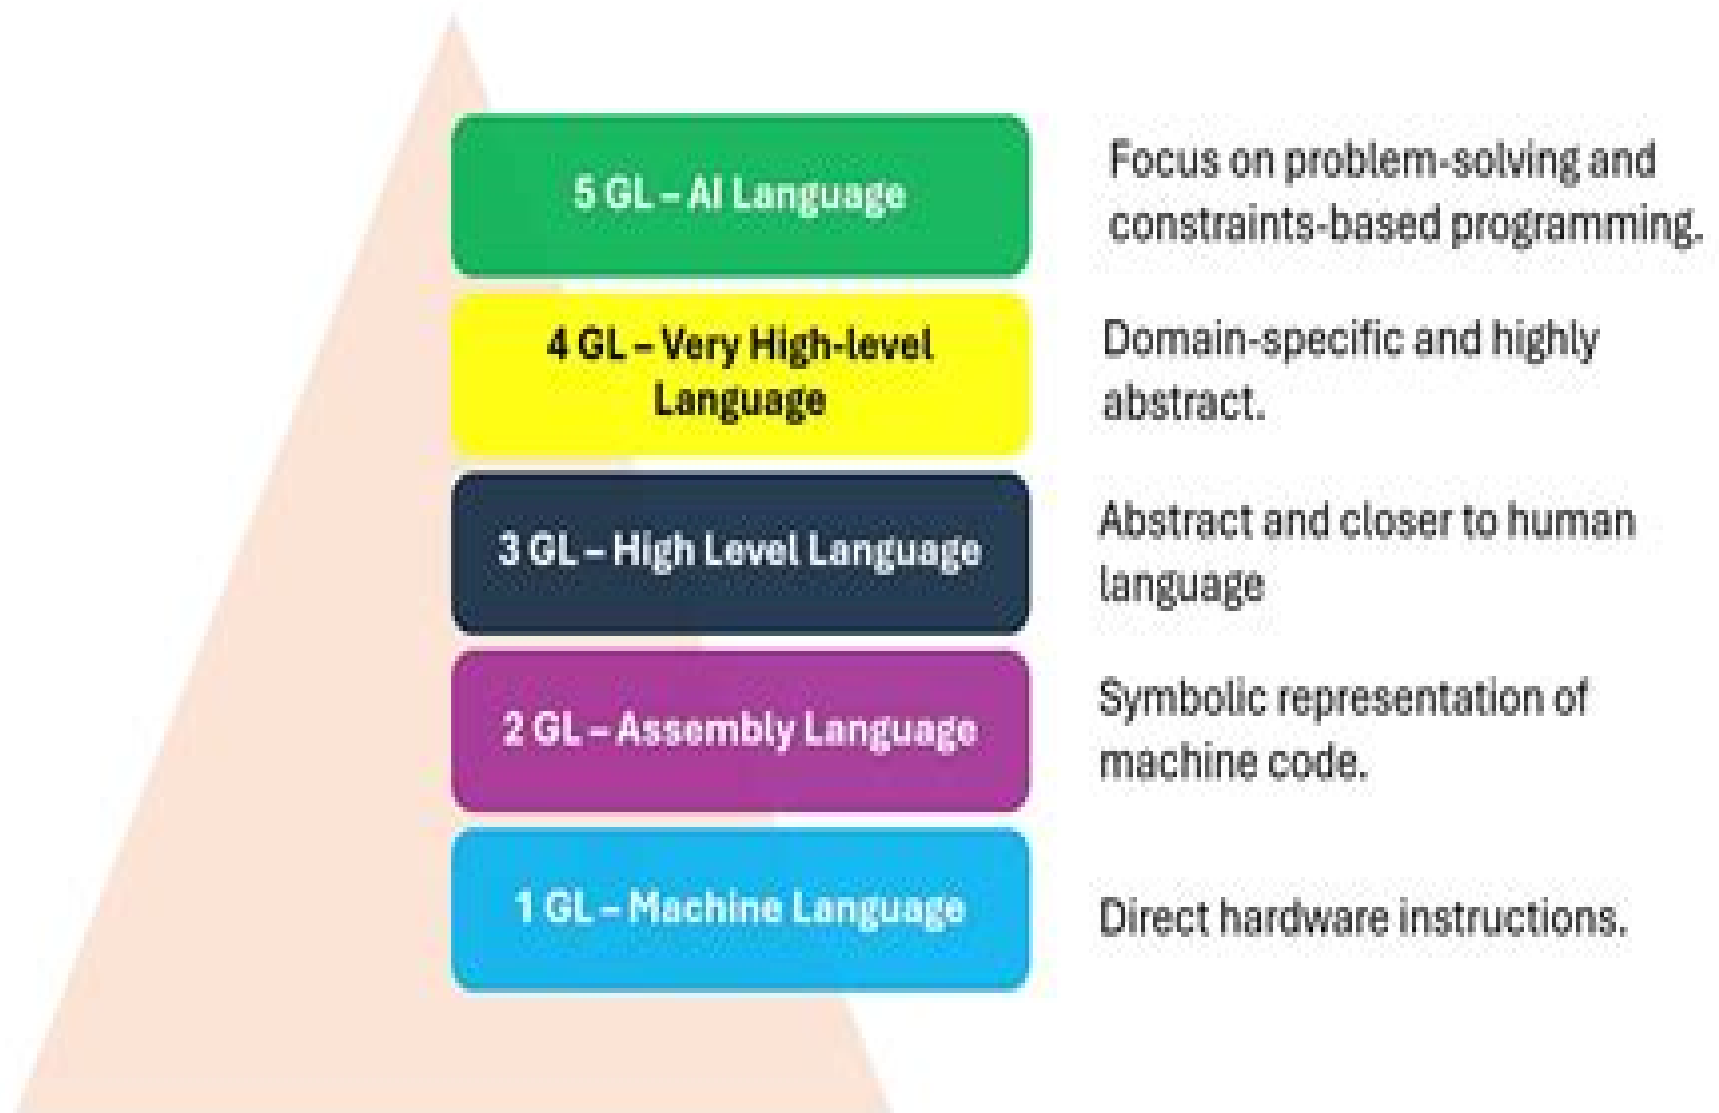 5 GL – AI Language
Focus on problem-solving and
constraints-based programming.
4 GL – Very High-level
Language
Domain-specific and highly
abstract.
3 GL – High Level Language
Abstract and closer to human
language
2 GL – Assembly Language
Symbolic representation of
machine code.
1 GL – Machine Language
Direct hardware instructions.